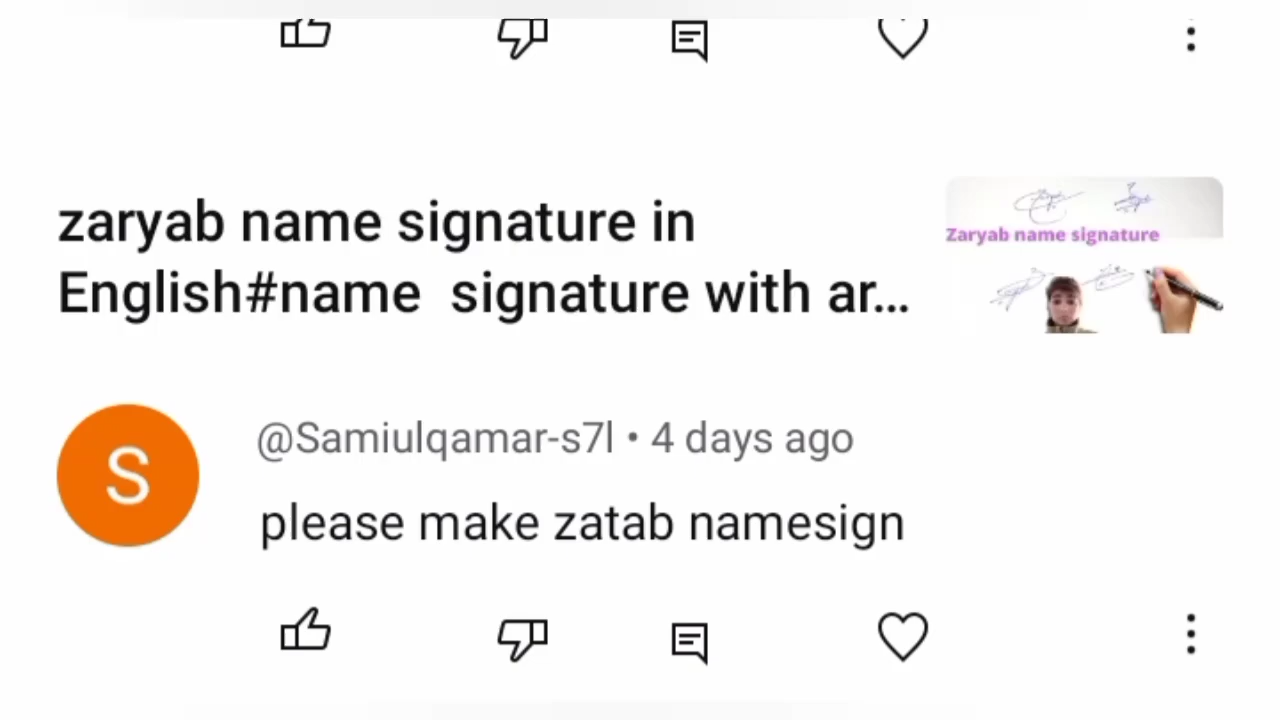 zaryab name signature in
English#name  signature with ar...
Zaryab name signature
S
@Samiulqamar-s7l • 4 days ago
please make zatab namesign